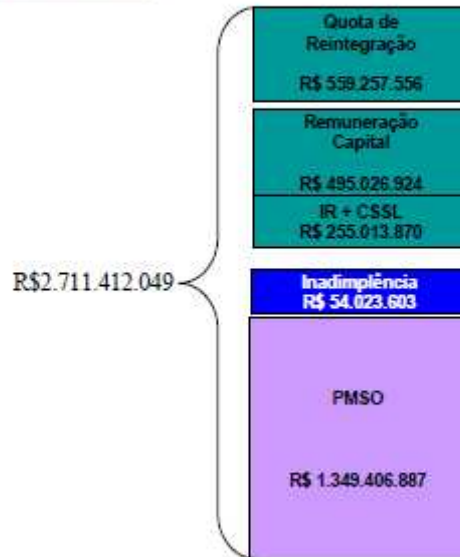 Quota de
Reintegração
R$ 559.257.556
Remuneração
Capital
R$ 495.026.924
IR + CSSL
R$ 255.013.870
R$2.711.412.049
Inadimplência
R$ 54.023.603
PMSO
R$ 1.349.406.887